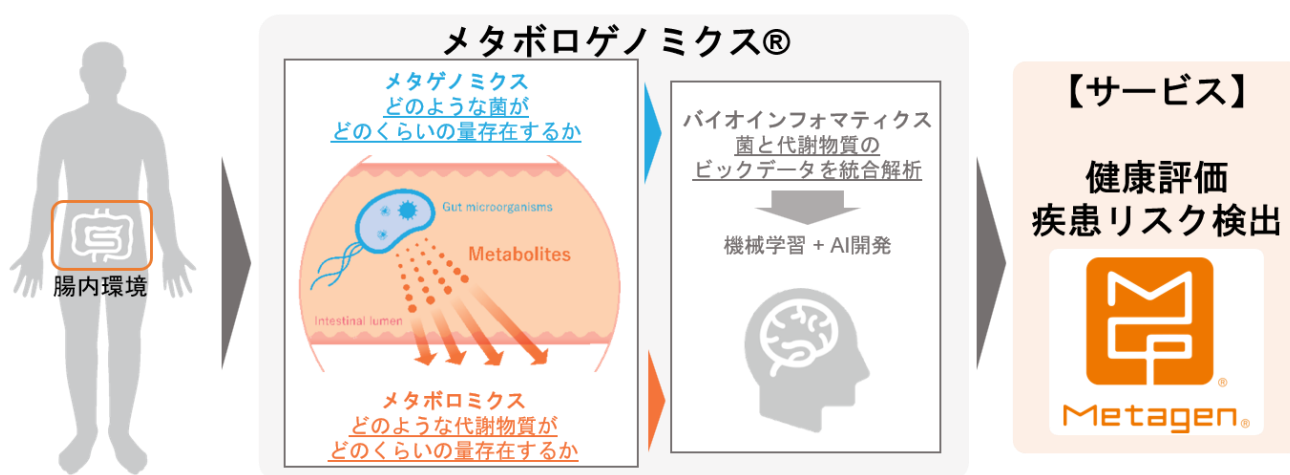 メタボロゲノミクス®
腸内環境
メタゲノミクス
どのような菌が
どのくらいの量存在するか
Gut microorganisms
Metabolites
Intestinal lumen
メタボロミクス
どのような代謝物質が
どのくらいの量存在するか
バイオインフォマティクス
菌と代謝物質の
ビックデータを統合解析
機械学習 + AI開発
【サービス】
健康評価
疾患リスク検出
®
Metagen®